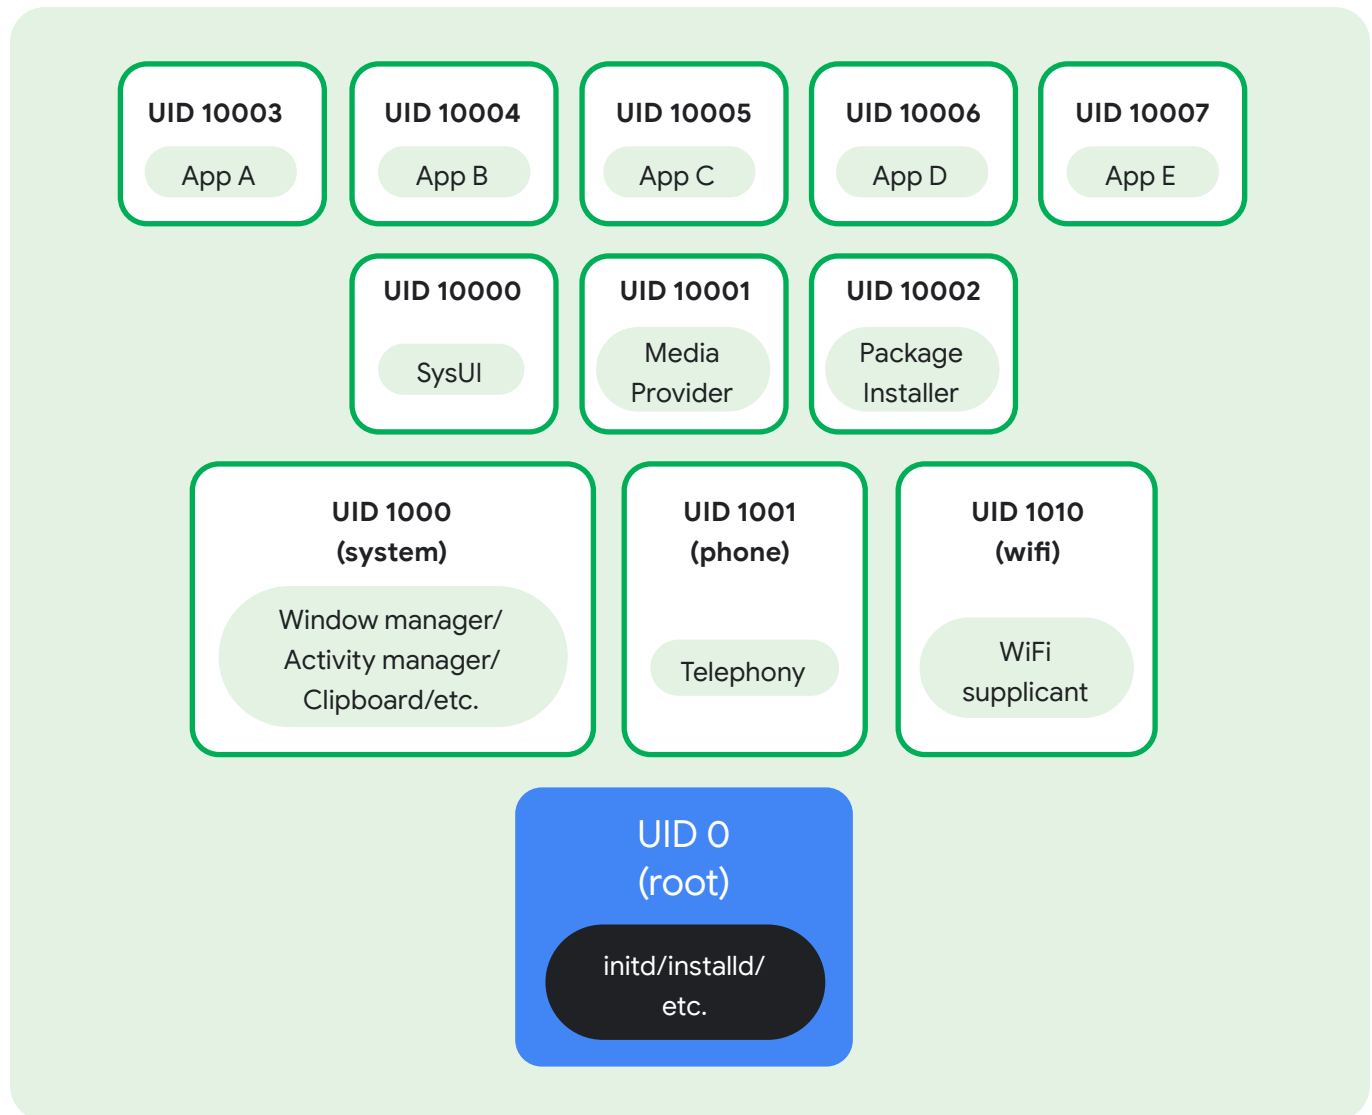 UID 10003
App A
UID 10004
App B
UID 10005
App C
UID 10006
App D
UID 10007
App E
UID 10000
SysUI
UID 10001
Media
Provider
UID 10002
Package
Installer
UID 1000
(system)
Window manager/
Activity manager/
Clipboard/etc.
UID 1001
(phone)
Telephony
UID 1010
(wifi)
WiFi
supplicant
UID 0
(root)
initd/installd/
etc.